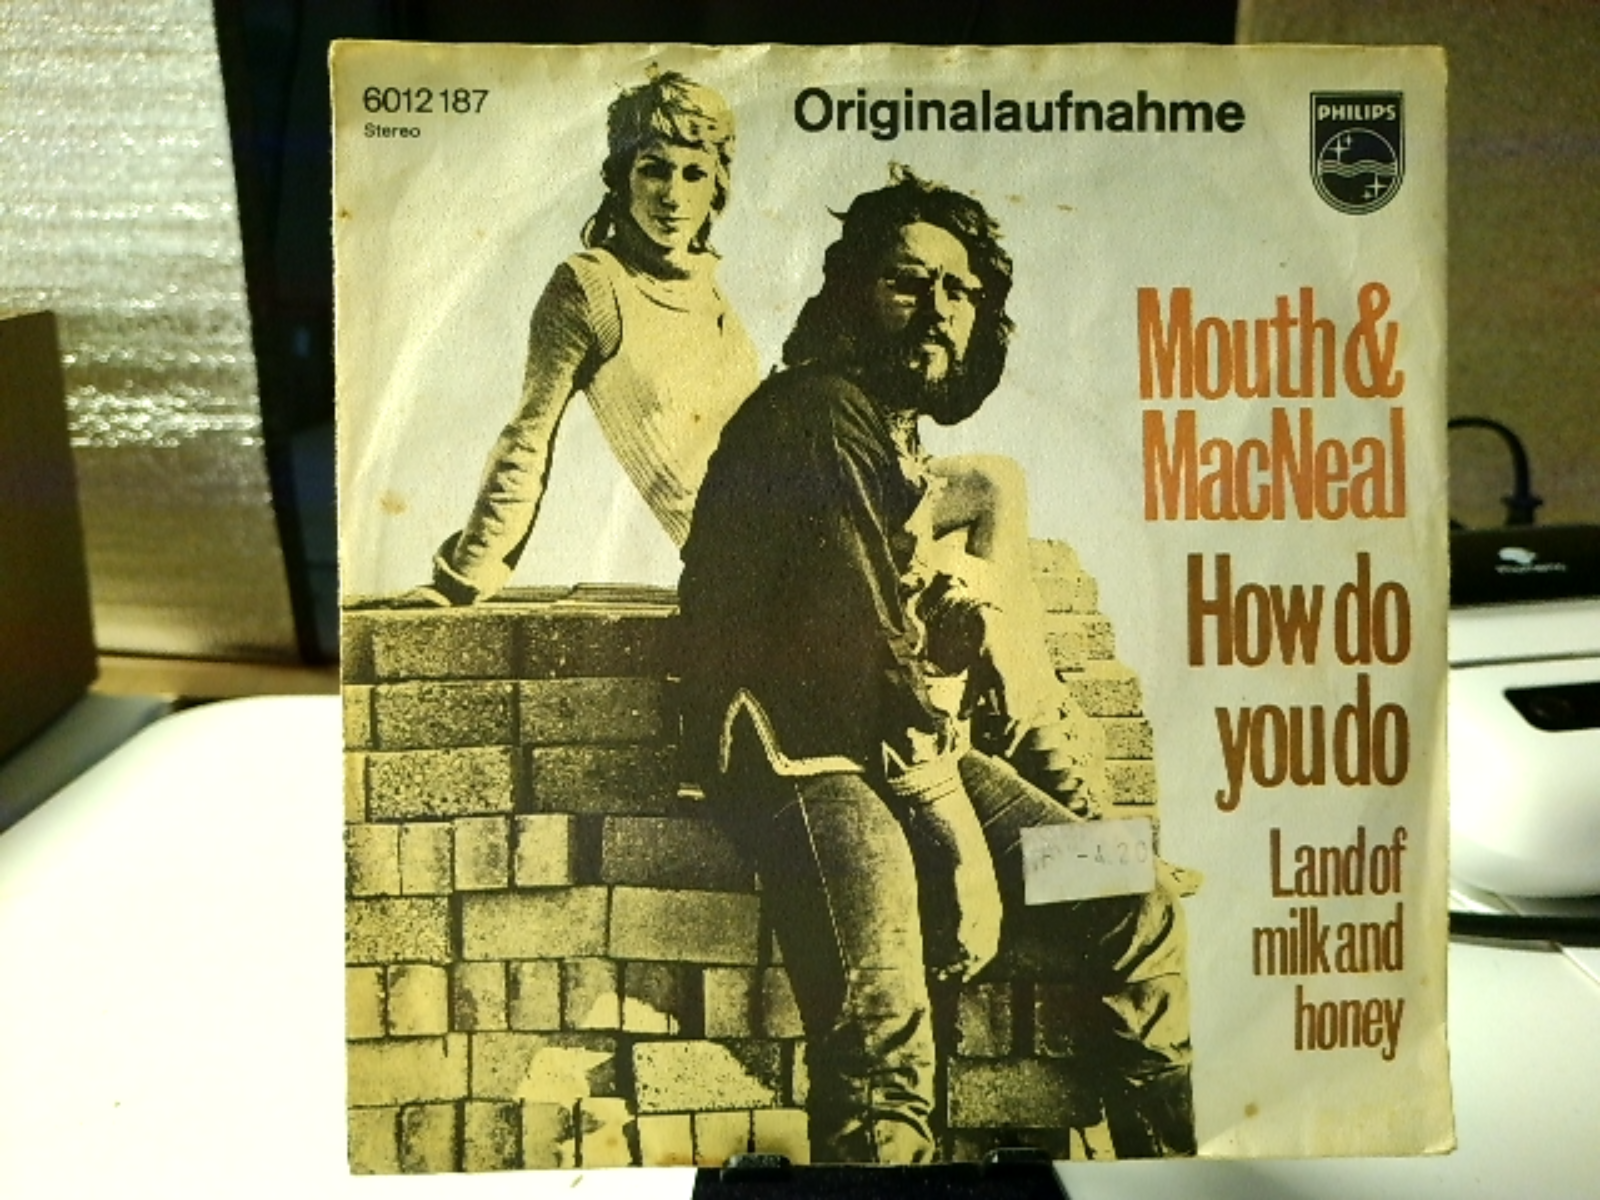 6012 187
Stereo
Originalaufnahme
PHILIPS
Mouth &
MacNeal
How do
you do
Land of
milk and
honey